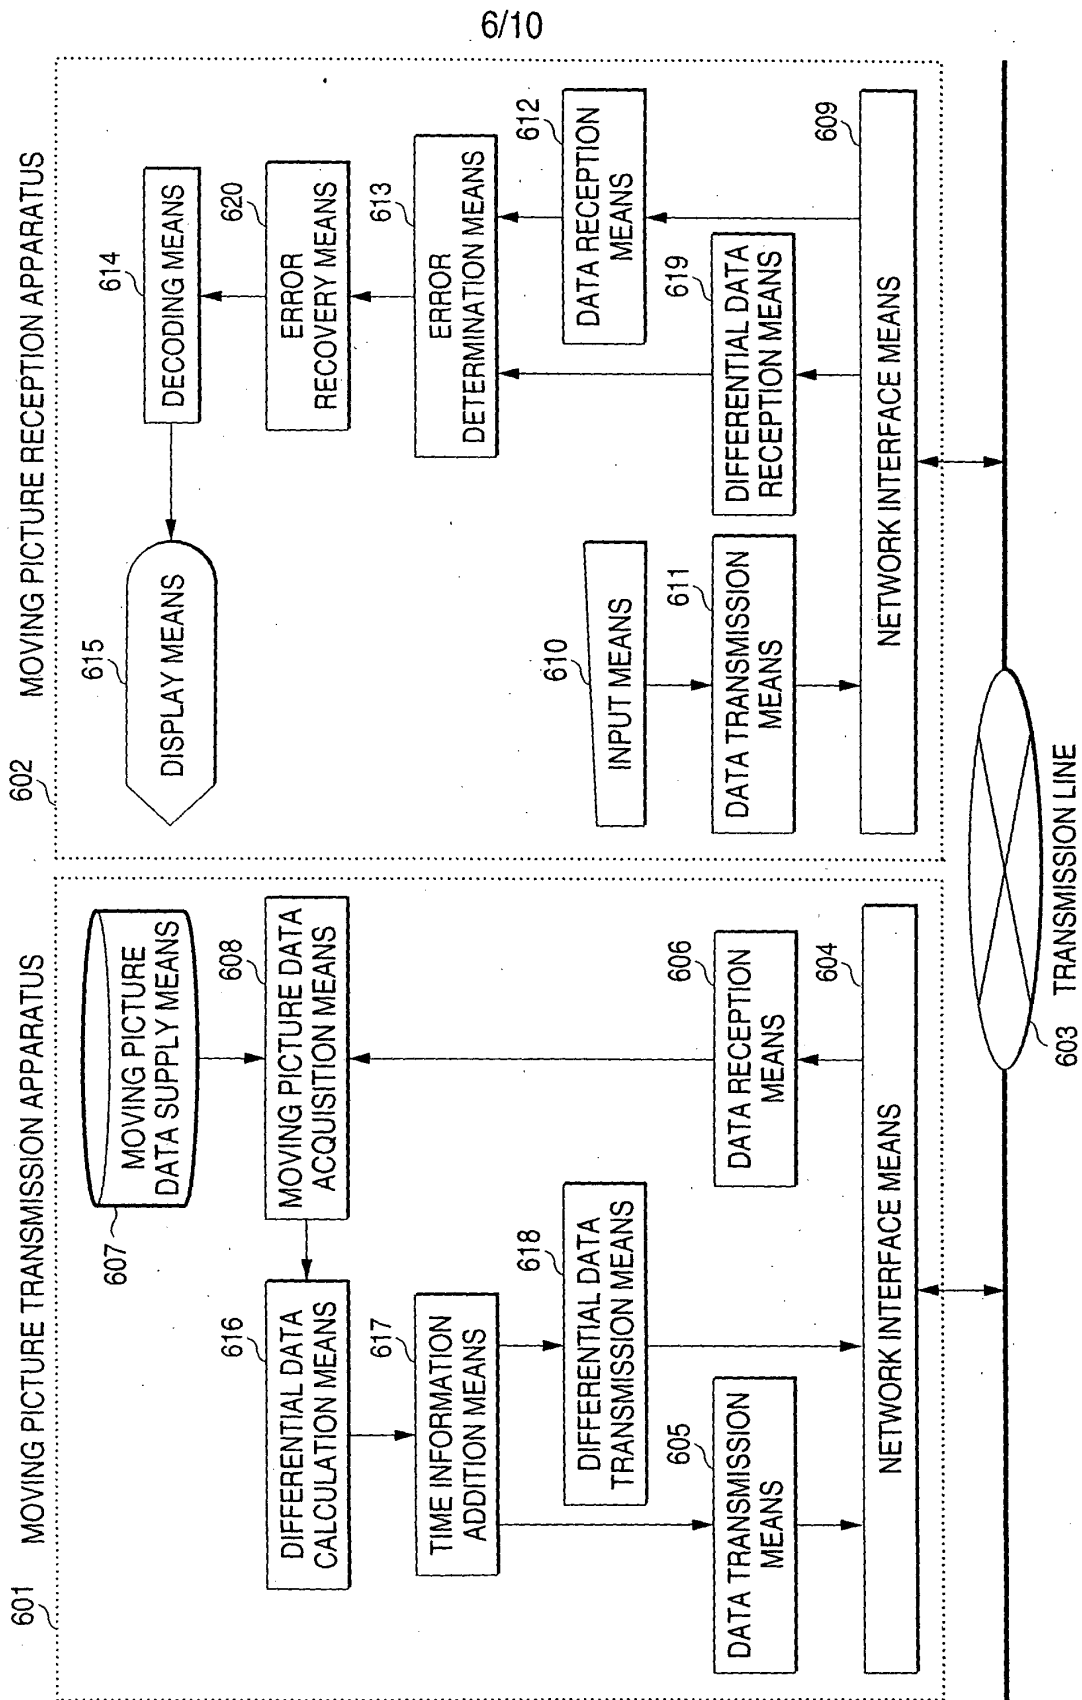 6/10
601
MOVING PICTURE TRANSMISSION APPARATUS
607
MOVING PICTURE
DATA SUPPLY MEANS
608
MOVING PICTURE DATA
ACQUISITION MEANS
616
DIFFERENTIAL DATA
CALCULATION MEANS
617
TIME INFORMATION
ADDITION MEANS
618
DIFFERENTIAL DATA
TRANSMISSION MEANS
605
DATA TRANSMISSION
MEANS
606
DATA RECEPTION
MEANS
604
NETWORK INTERFACE MEANS
602
MOVING PICTURE RECEPTION APPARATUS
615
DISPLAY MEANS
614
DECODING MEANS
620
ERROR
RECOVERY MEANS
613
ERROR
DETERMINATION MEANS
612
DATA RECEPTION
MEANS
610
INPUT MEANS
611
DATA TRANSMISSION
MEANS
619
DIFFERENTIAL DATA
RECEPTION MEANS
609
NETWORK INTERFACE MEANS
603
TRANSMISSION LINE